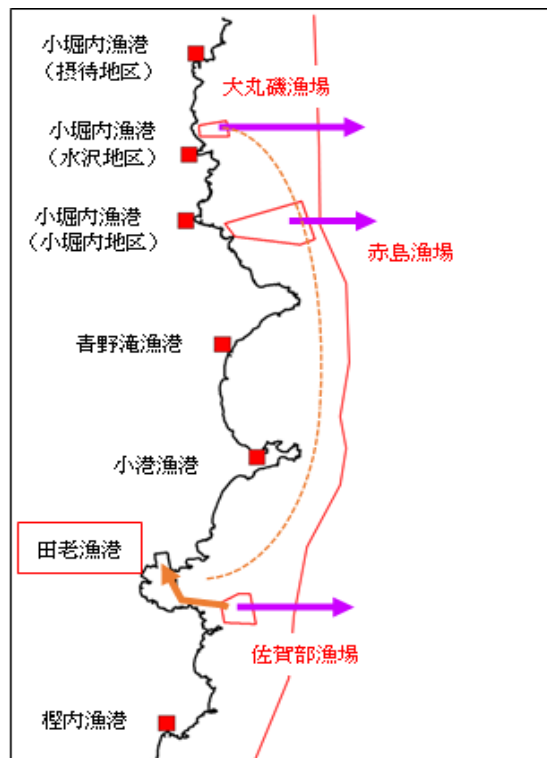 小堀内漁港
(摂待地区)
犬丸磯漁場
小堀内漁港
(水沢地区)
小堀内漁港
(小堀内地区)
赤島漁場
青野滝漁港
小港漁港
田老漁港
佐賀部漁場
樫内漁港